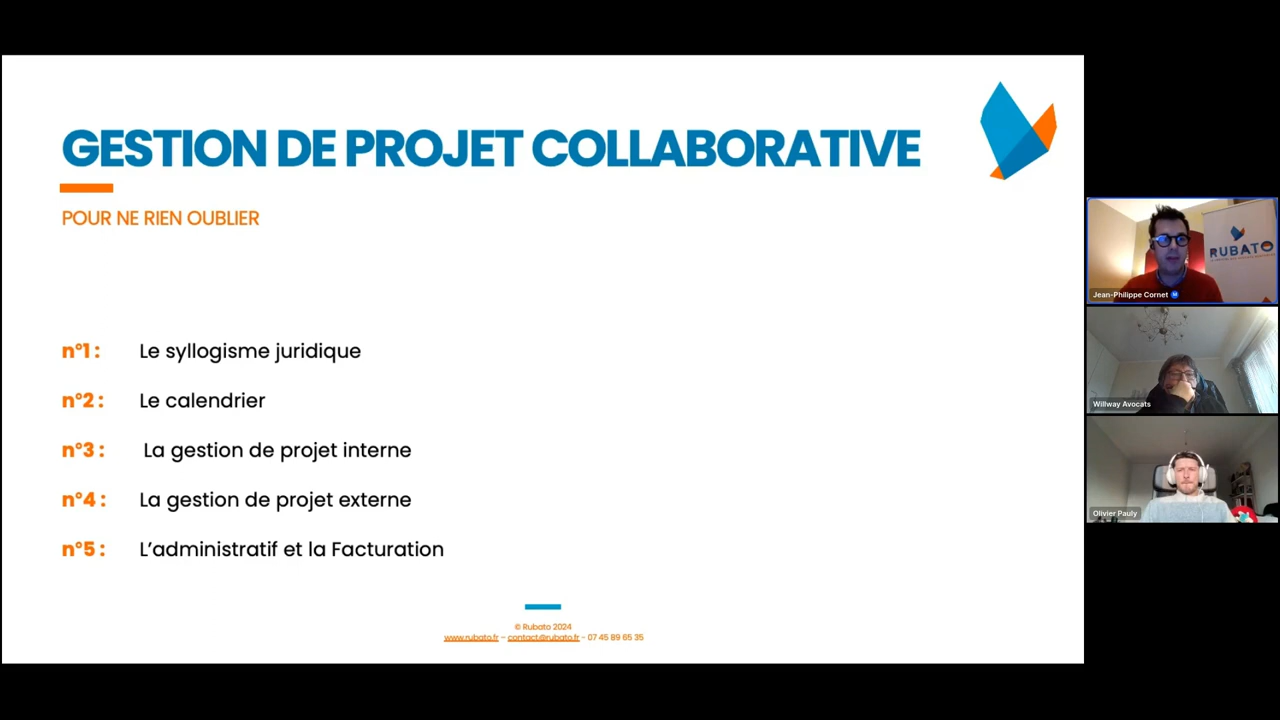 GESTION DE PROJET COLLABORATIVE
POUR NE RIEN OUBLIER
n°1 : Le syllogisme juridique
n°2 : Le calendrier
n°3 : La gestion de projet interne
n°4 : La gestion de projet externe
n°5 : L’administratif et la Facturation
© Rubato 2024
www.rubato.fr – contact@rubato.fr - 07 45 89 65 35
RUBATO
Jean-Philippe Cornet
Willway Avocats
Olivier Pauly